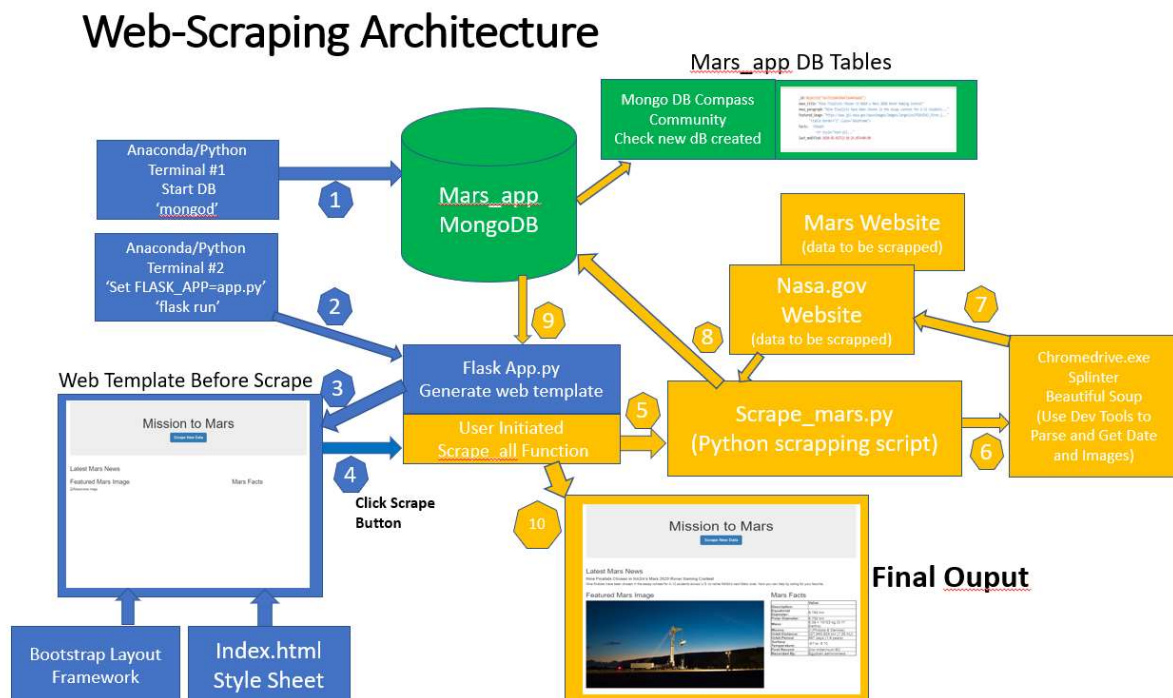 Web-Scraping Architecture
Mars_app DB Tables
Mongo DB Compass
Community
Check new dB created
Anaconda/Python
Terminal #1
Start DB
‘mongod’
1
Mars_app
MongoDB
Anaconda/Python
Terminal #2
‘Set FLASK_APP=app.py’
‘flask run’
2
Mars Website
(data to be scrapped)
Nasa.gov
Website
(data to be scrapped)
7
8
9
Chromedrive.exe
Splinter
Beautiful Soup
(Use Dev Tools to
Parse and Get Date
and Images)
Web Template Before Scrape
3
Flask App.py
Generate web template
User Initiated
Scrape_all Function
5
Scrape_mars.py
(Python scrapping script)
6
Mission to Mars
Scrape New Data
Latest Mars News
Featured Mars Image
Mars Facts
4
Click Scrape
Button
10
Mission to Mars
Scrape New Data
Latest Mars News
Featured Mars Image
Mars Facts
Value
Description
Final Ouput
Bootstrap Layout
Framework
Index.html
Style Sheet